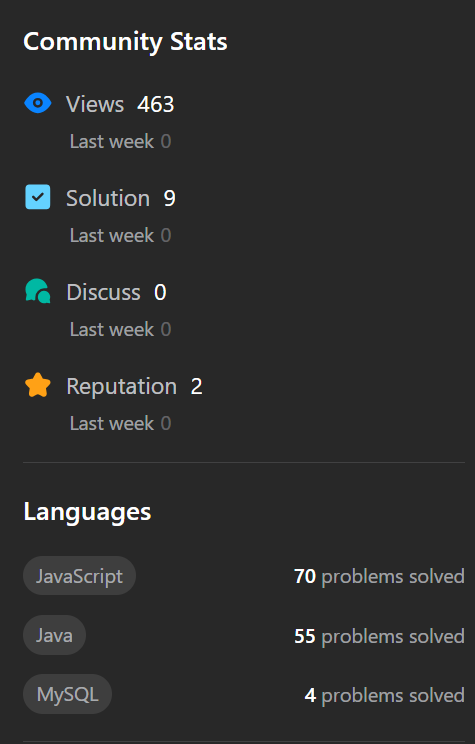 Community Stats
Views 463
Last week 0
Solution 9
Last week 0
Discuss 0
Last week 0
Reputation 2
Last week 0
Languages
JavaScript 70 problems solved
Java 55 problems solved
MySQL 4 problems solved